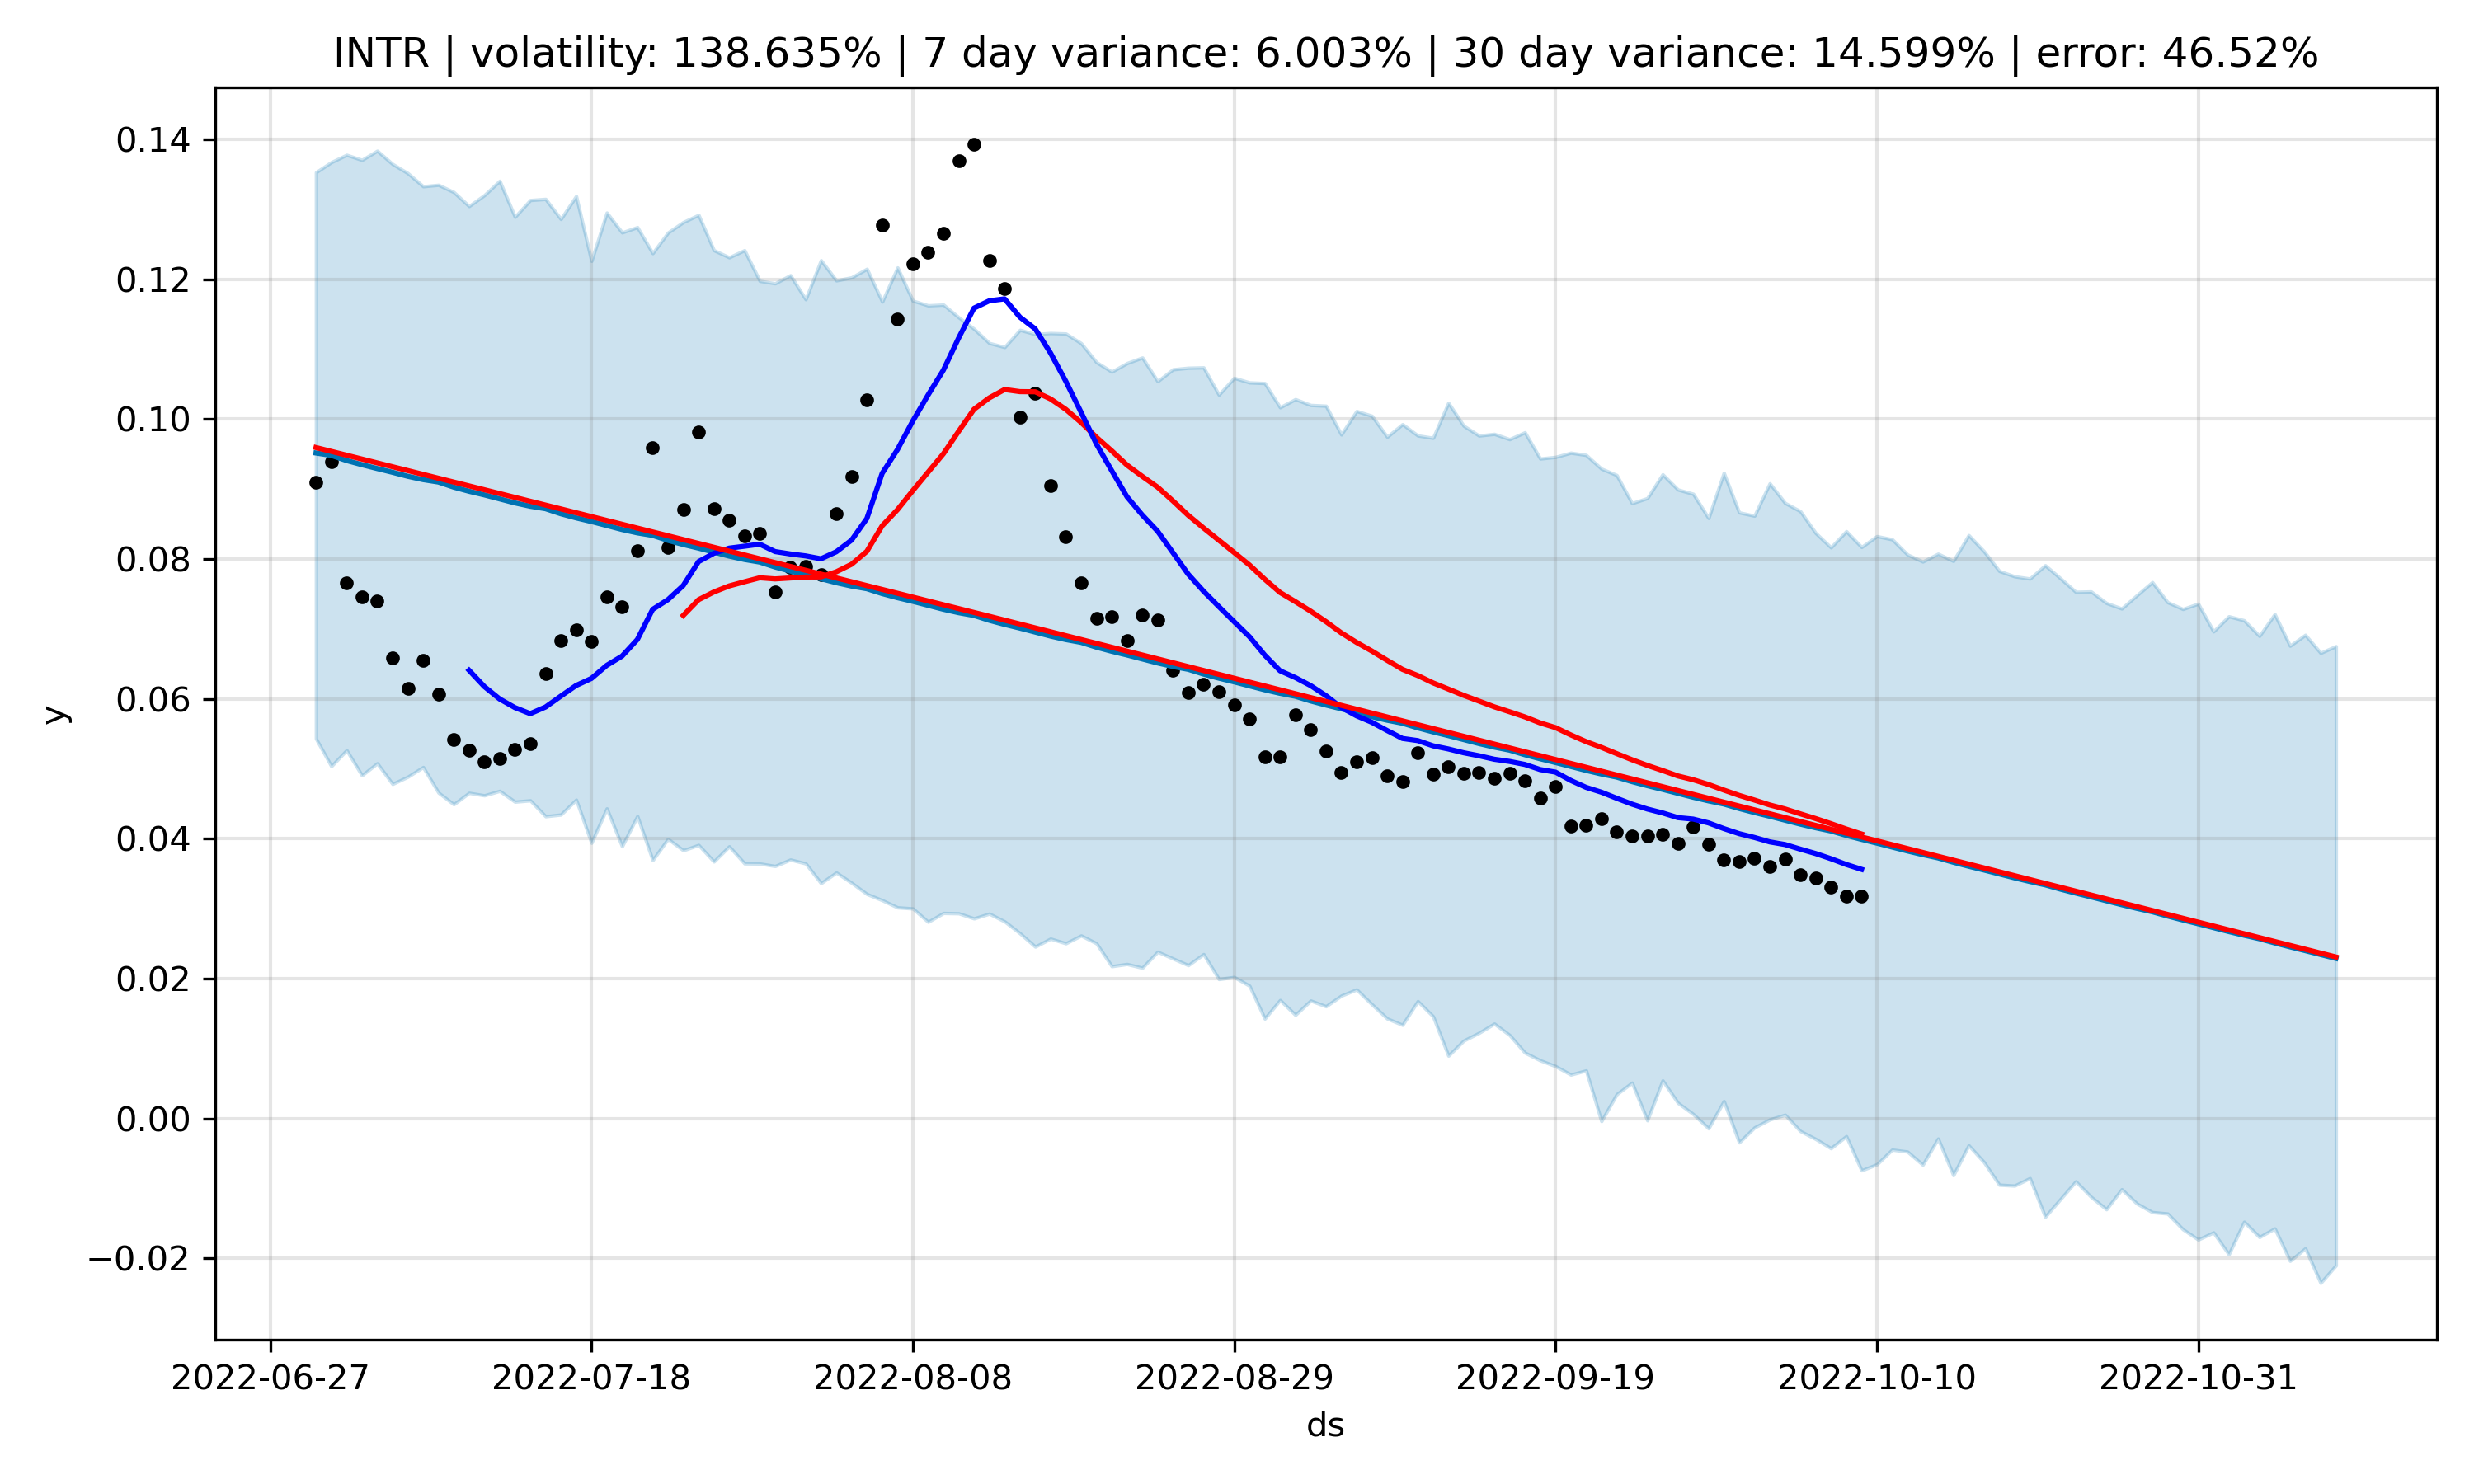 INTR | volatility: 138.635% | 7 day variance: 6.003% | 30 day variance: 14.599% | error: 46.52%
0.14
0.12
0.10
0.08
0.06
0.04
0.02
0.00
−0.02
y
2022-06-27 2022-07-18 2022-08-08 2022-08-29 2022-09-19 2022-10-10 2022-10-31
ds